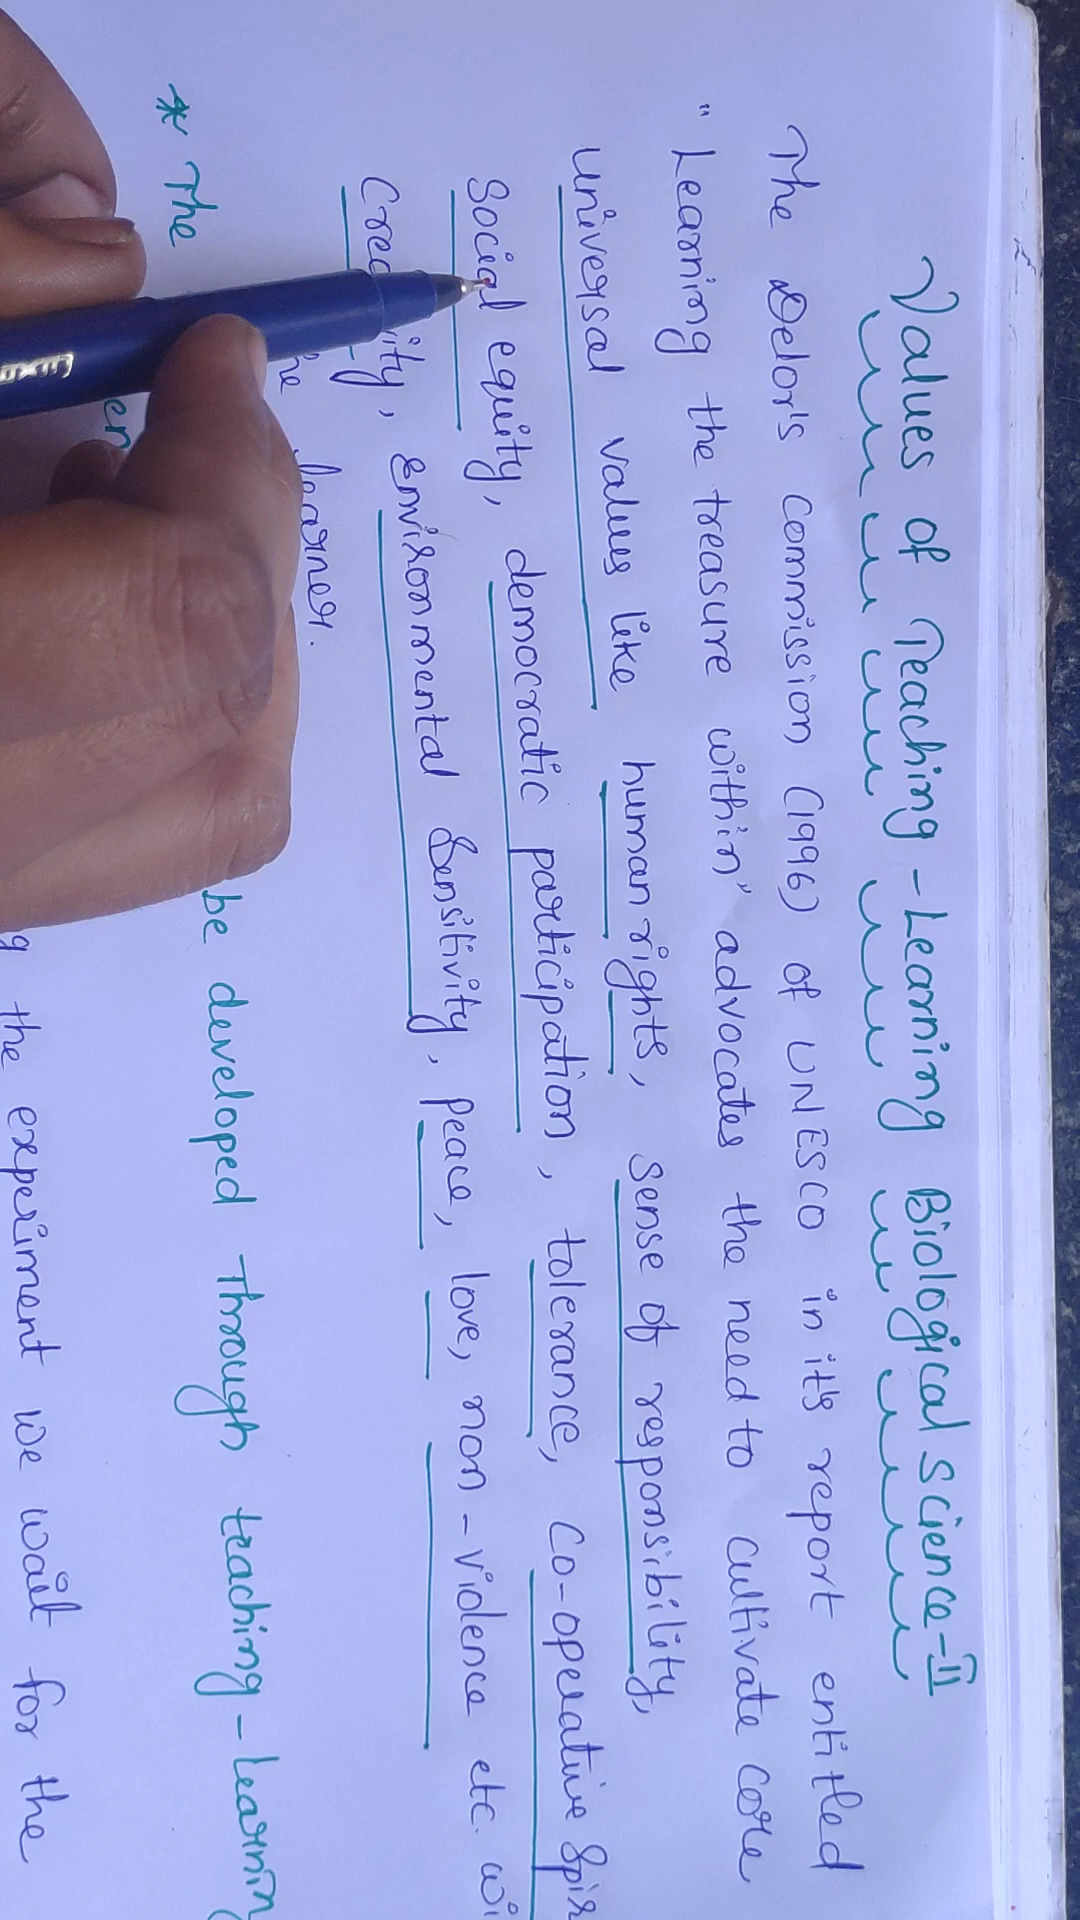 Values of Teaching-Learning Biological Science-II
The Delor's Commission (1996) of UNESCO in it's report entitled
"Learning the treasure within" advocates the need to cultivate core
universal values like human rights, sense of responsibility,
Social equity, democratic participation, tolerance, Co-operative
ity, environmental Sensitivity, peace, love, non-violence etc.
learner.
* The be developed Through teaching-Learning
the experiment we wait for the